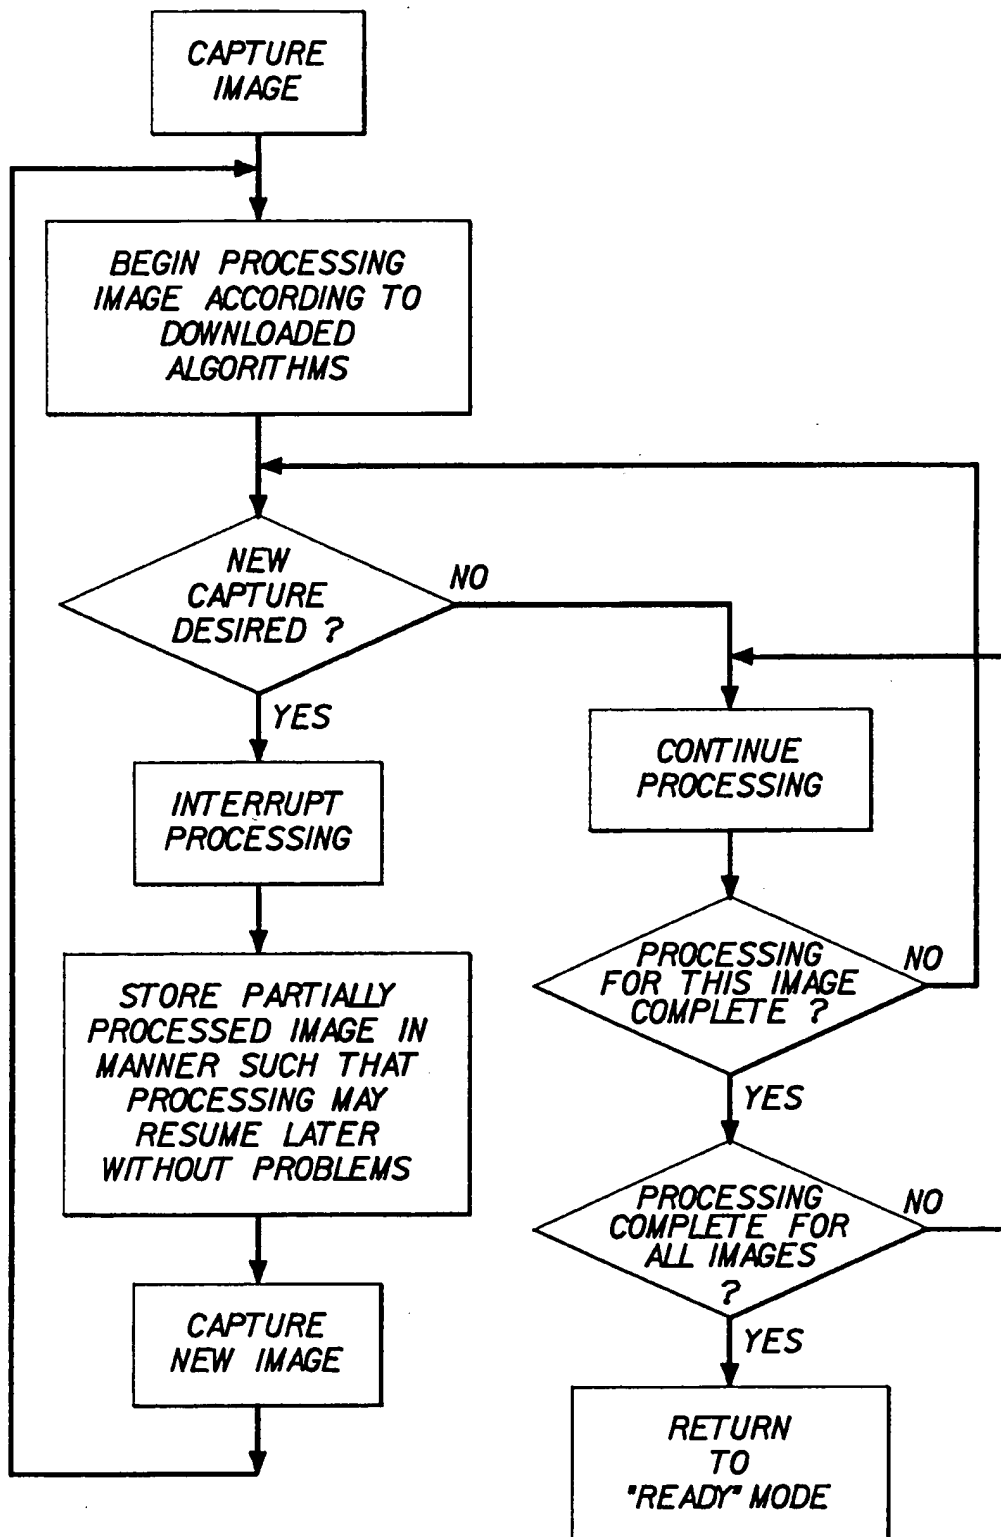 CAPTURE
IMAGE
BEGIN PROCESSING
IMAGE ACCORDING TO
DOWNLOADED
ALGORITHMS
NEW
CAPTURE
DESIRED ?
NO
YES
INTERRUPT
PROCESSING
STORE PARTIALLY
PROCESSED IMAGE IN
MANNER SUCH THAT
PROCESSING MAY
RESUME LATER
WITHOUT PROBLEMS
CAPTURE
NEW IMAGE
CONTINUE
PROCESSING
PROCESSING
FOR THIS IMAGE
COMPLETE ?
NO
YES
PROCESSING
COMPLETE FOR
ALL IMAGES
?
NO
YES
RETURN
TO
"READY" MODE